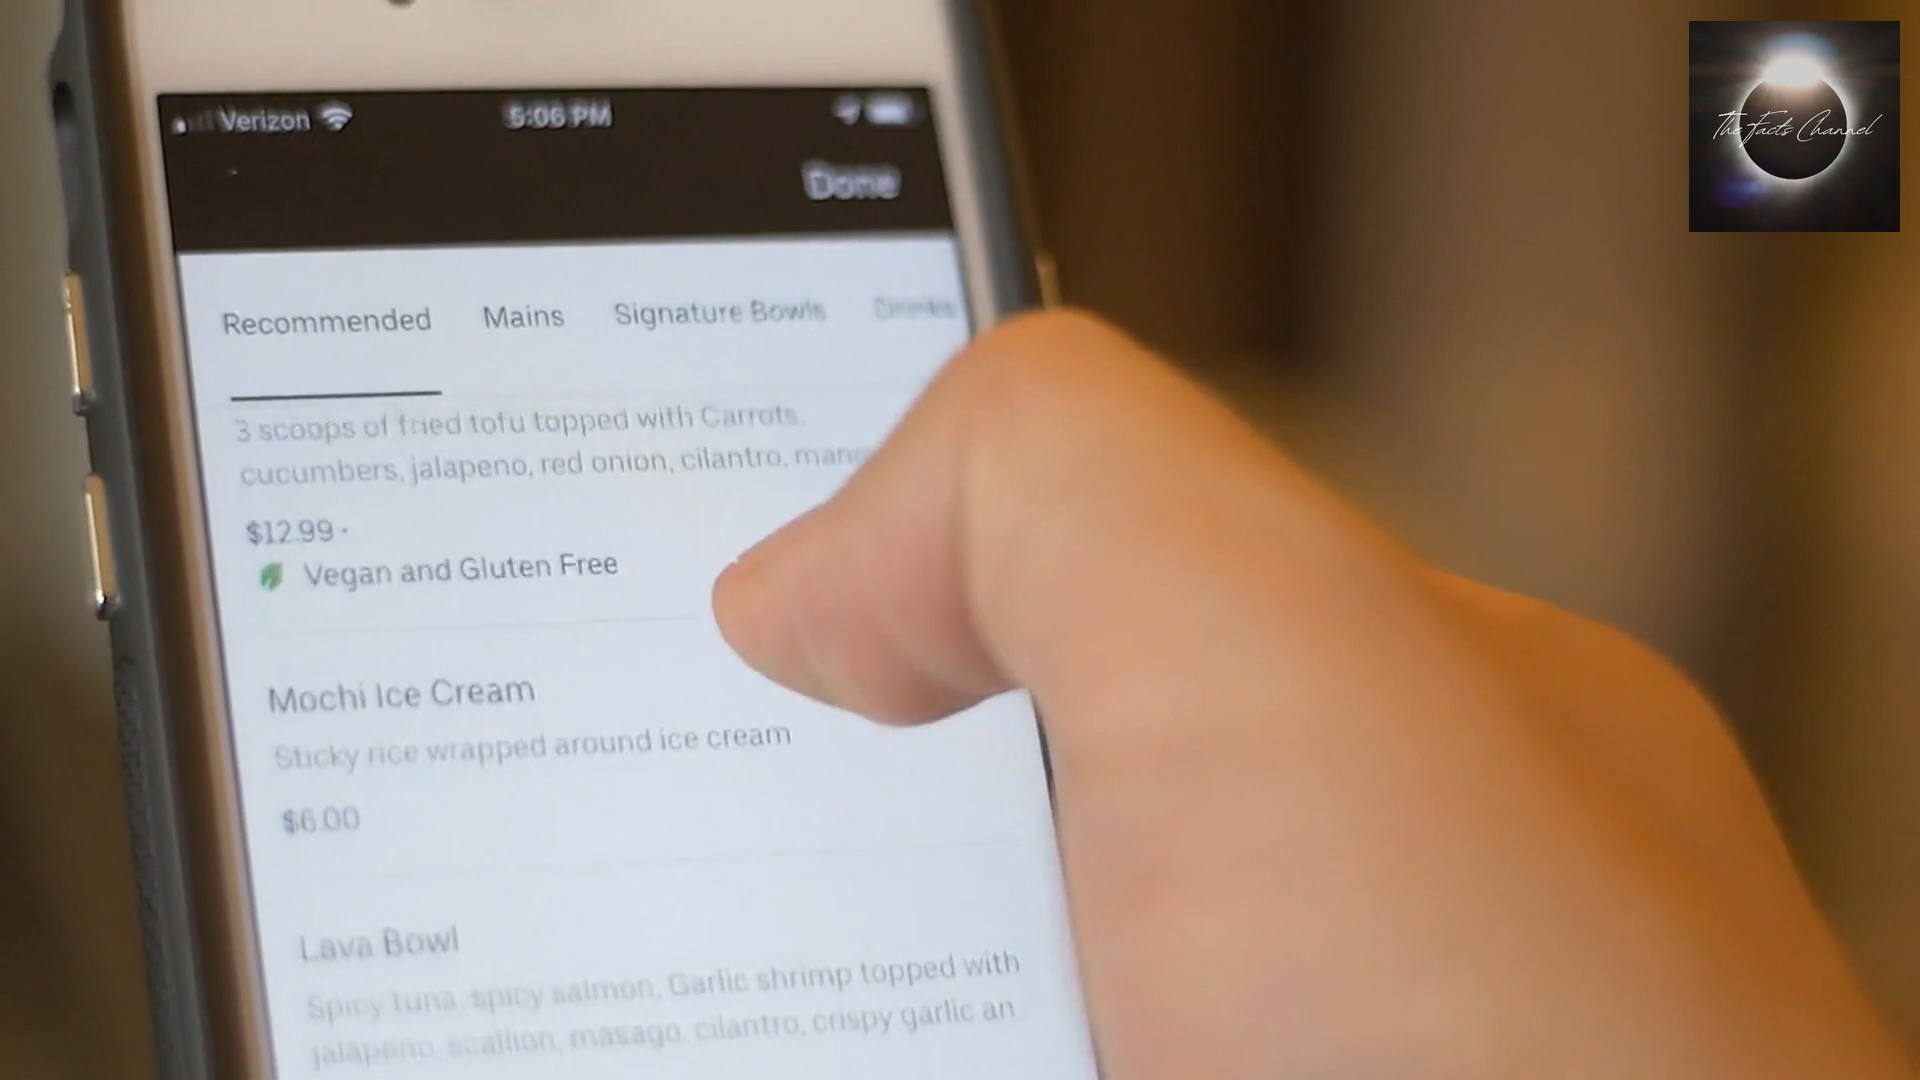 Verizon 5:06 PM
The Facts Channel
Done
Recommended Mains Signature Bowls Drinks
3 scoops of fried tofu topped with Carrots,
cucumbers, jalapeno, red onion, cilantro,
$12.99 ·
Vegan and Gluten Free
Mochi Ice Cream
Sticky rice wrapped around ice cream
$6.00
Lava Bowl
Spicy tuna, spicy salmon, Garlic shrimp topped with
jalapeno, scallion, masago, cilantro, crispy garlic an...